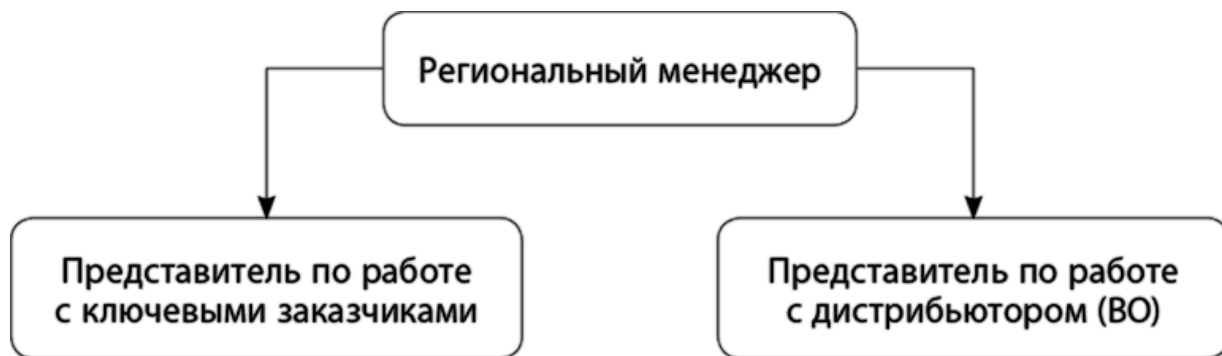 Региональный менеджер
Представитель по работе
с ключевыми заказчиками
Представитель по работе
с дистрибьютором (ВО)